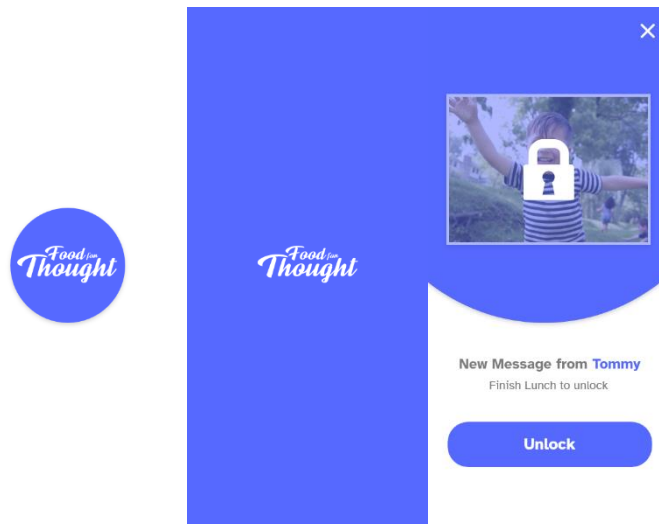 Food for
Thought
Food for
Thought
New Message from Tommy
Finish Lunch to unlock
Unlock